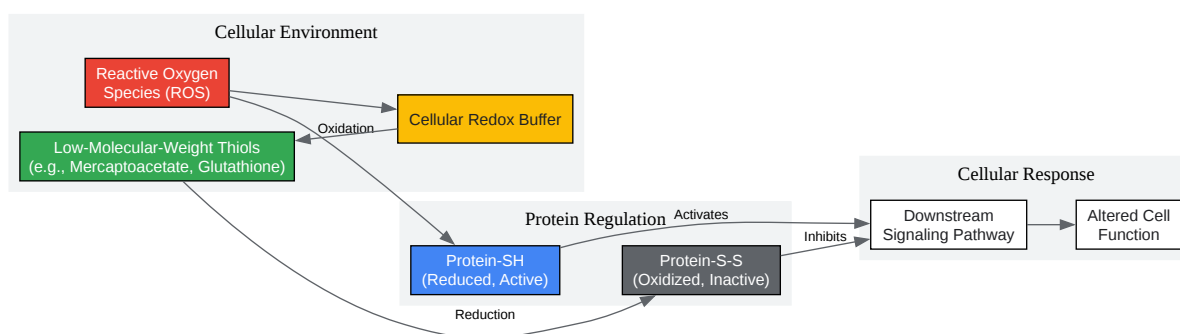 Cellular Environment
Reactive Oxygen
Species (ROS)
Cellular Redox Buffer
Oxidation
Low-Molecular-Weight Thiols
(e.g., Mercaptoacetate, Glutathione)
Cellular Response
Protein Regulation
Activates
Downstream
Signaling Pathway
Altered Cell
Function
Inhibits
Protein-SH
(Reduced, Active)
Protein-S-S
(Oxidized, Inactive)
Reduction